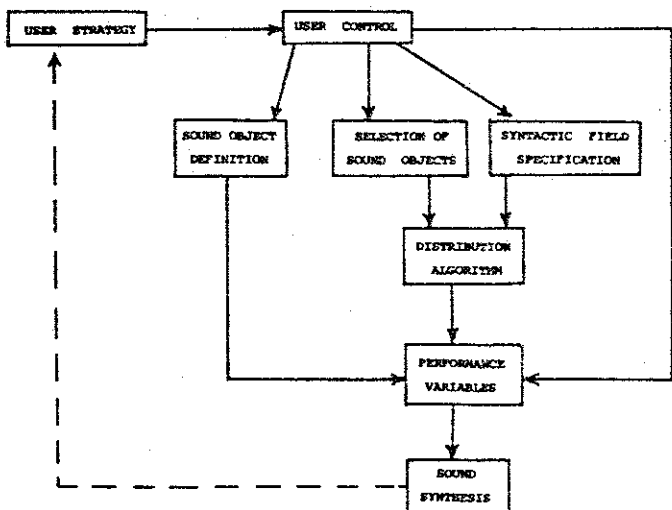 USER STRATEGY
USER CONTROL
SOUND OBJECT
DEFINITION
SELECTION OF
SOUND OBJECTS
SYNTACTIC FIELD
SPECIFICATION
DISTRIBUTION
ALGORITHM
PERFORMANCE
VARIABLES
SOUND
SYNTHESIS